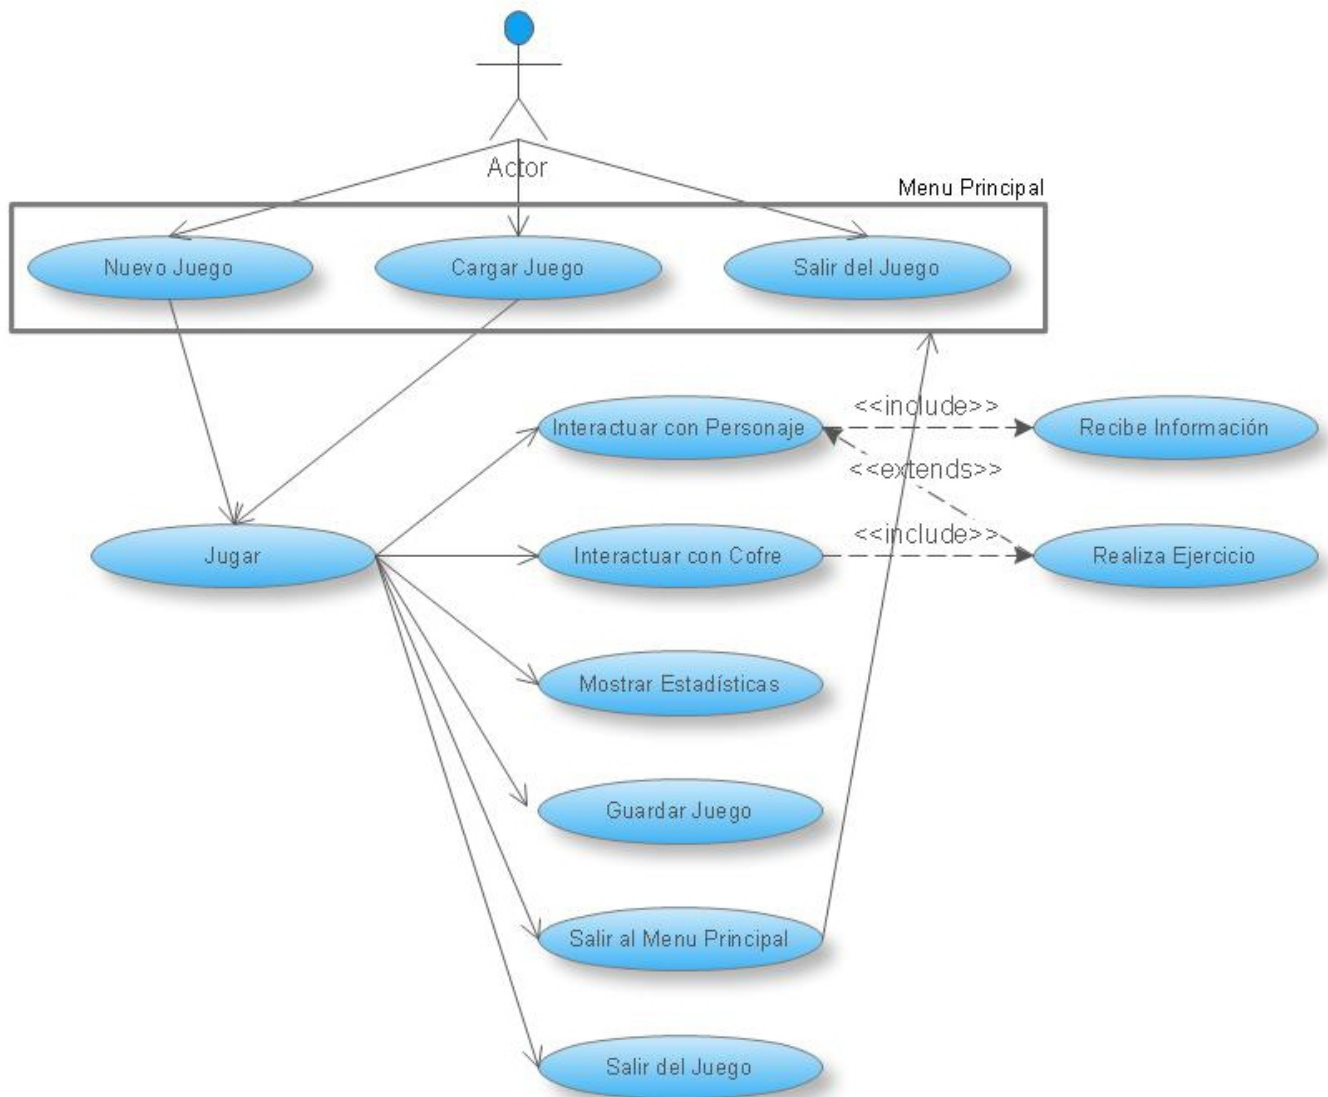 Actor
Menu Principal
Nuevo Juego
Cargar Juego
Salir del Juego
<<include>>
Interactuar con Personaje
Recibe Información
<<extends>>
<<include>>
Jugar
Interactuar con Cofre
Realiza Ejercicio
Mostrar Estadísticas
Guardar Juego
Salir al Menu Principal
Salir del Juego